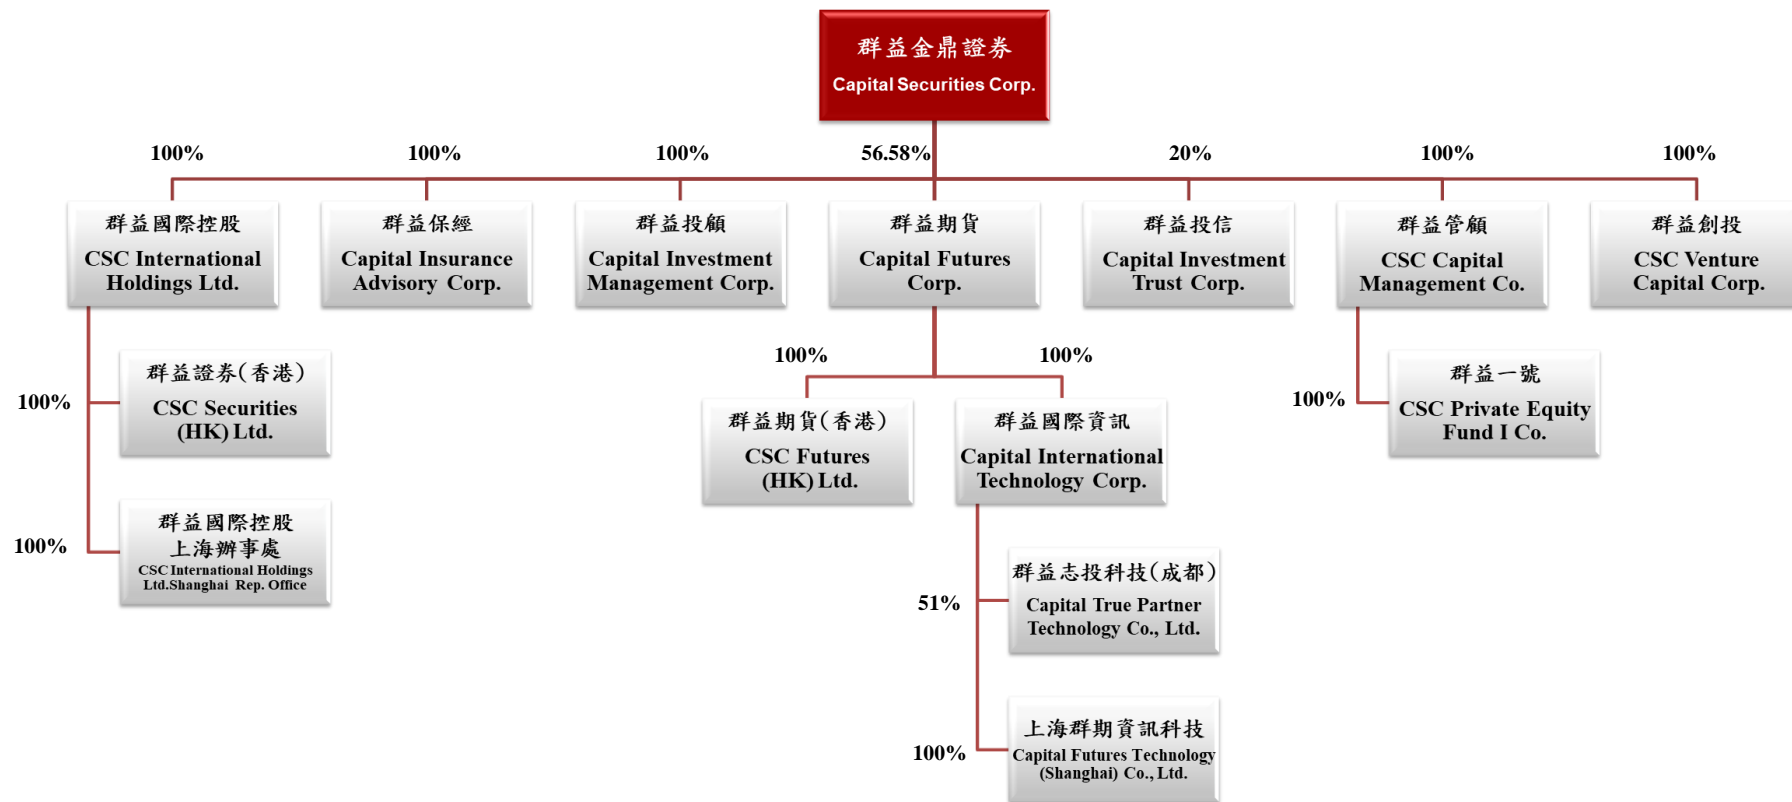 群益金鼎證券
Capital Securities Corp.
100%
100%
100%
56.58%
20%
100%
100%
群益國際控股
CSC International
Holdings Ltd.
群益保經
Capital Insurance
Advisory Corp.
群益投顧
Capital Investment
Management Corp.
群益期貨
Capital Futures
Corp.
群益投信
Capital Investment
Trust Corp.
群益管顧
CSC Capital
Management Co.
群益創投
CSC Venture
Capital Corp.
100%
群益證券(香港)
CSC Securities
(HK) Ltd.
100%
群益國際控股
上海辦事處
CSC International Holdings
Ltd.Shanghai Rep. Office
100%
100%
群益期貨(香港)
CSC Futures
(HK) Ltd.
群益國際資訊
Capital International
Technology Corp.
51%
群益志投科技(成都)
Capital True Partner
Technology Co., Ltd.
100%
上海群期資訊科技
Capital Futures Technology
(Shanghai) Co., Ltd.
100%
群益一號
CSC Private Equity
Fund I Co.